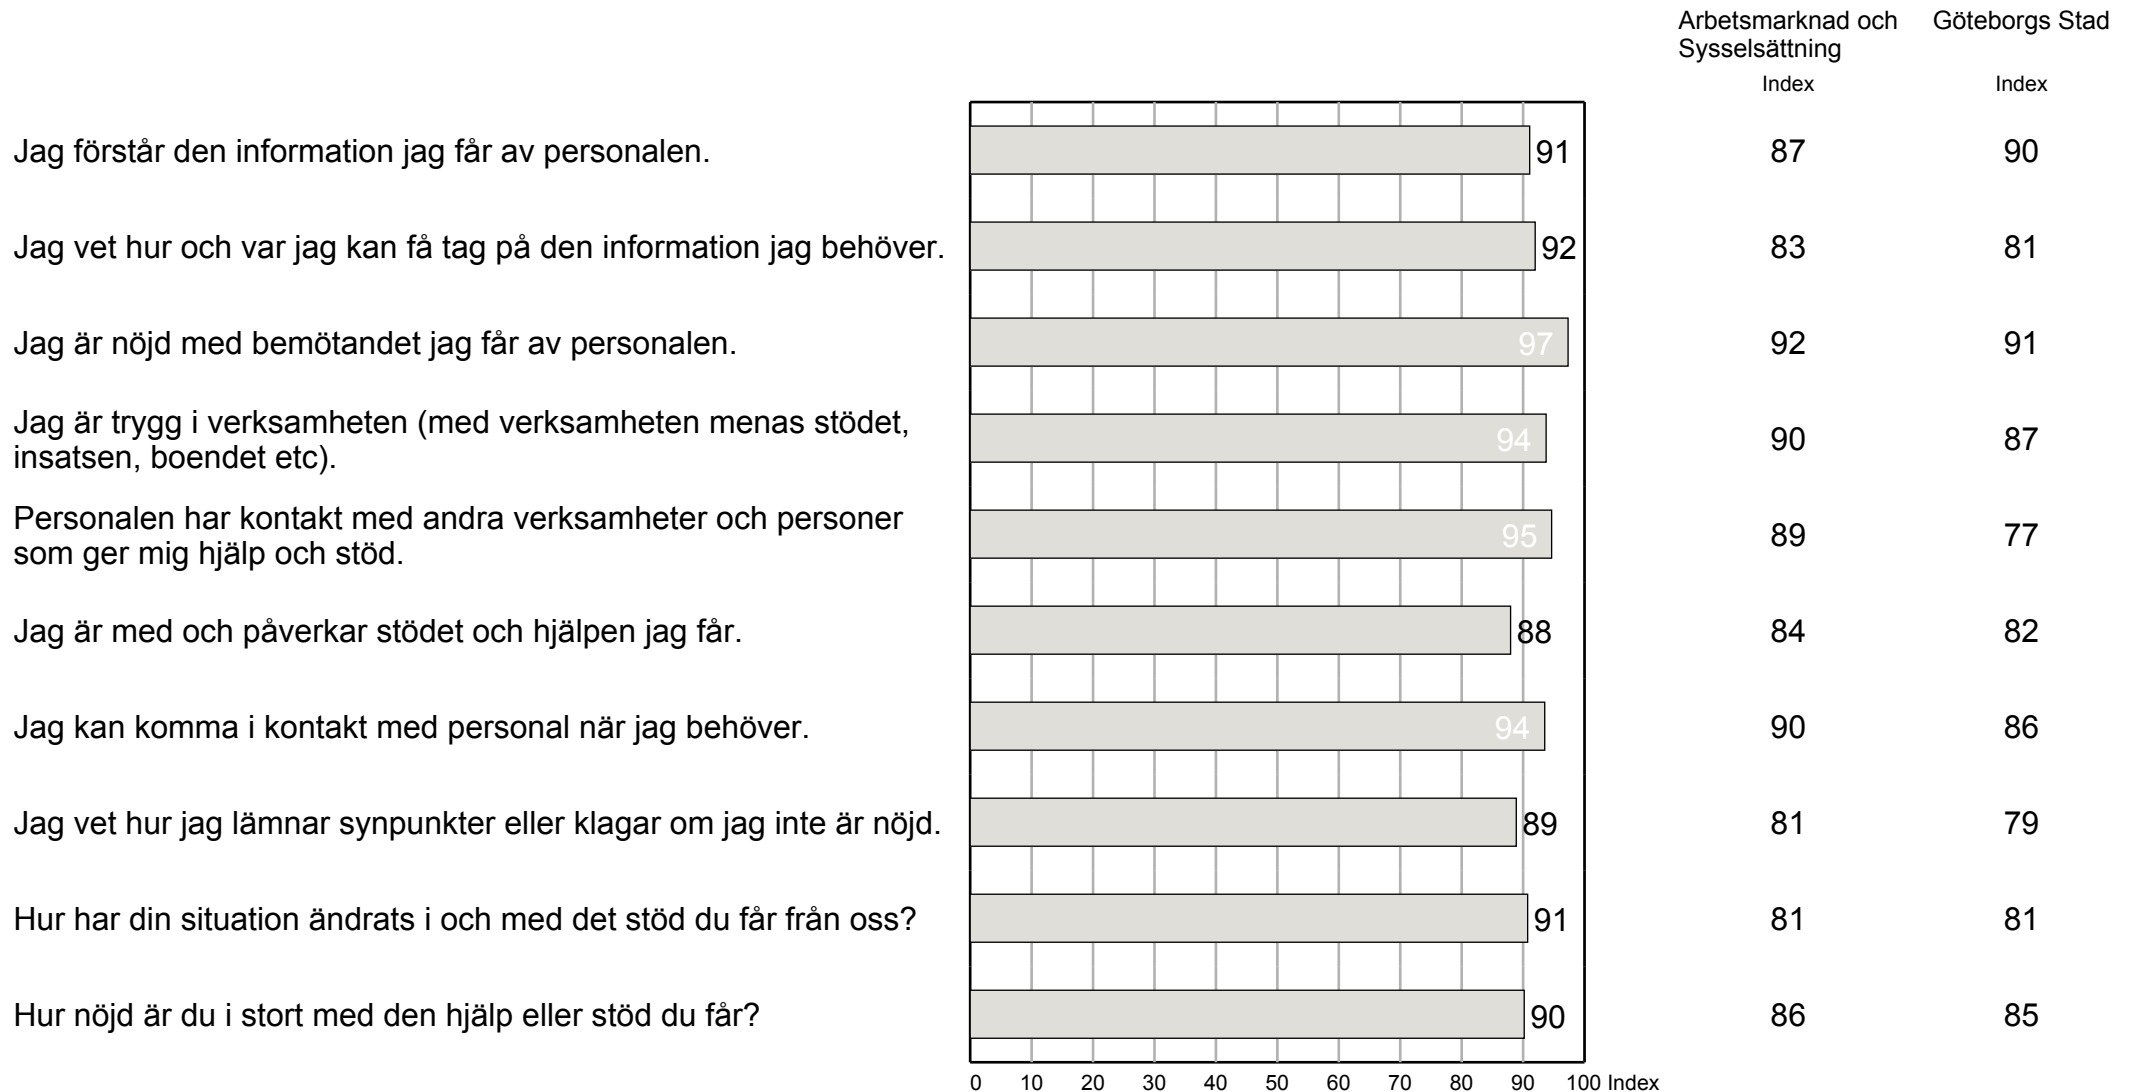 Arbetsmarknad och Göteborgs Stad
Sysselsättning
Index Index
Jag förstår den information jag får av personalen. 91 87 90
Jag vet hur och var jag kan få tag på den information jag behöver. 92 83 81
Jag är nöjd med bemötandet jag får av personalen. 97 92 91
Jag är trygg i verksamheten (med verksamheten menas stödet,
insatsen, boendet etc). 94 90 87
Personalen har kontakt med andra verksamheter och personer
som ger mig hjälp och stöd. 95 89 77
Jag är med och påverkar stödet och hjälpen jag får. 88 84 82
Jag kan komma i kontakt med personal när jag behöver. 94 90 86
Jag vet hur jag lämnar synpunkter eller klagar om jag inte är nöjd. 89 81 79
Hur har din situation ändrats i och med det stöd du får från oss? 91 81 81
Hur nöjd är du i stort med den hjälp eller stöd du får? 90 86 85
0 10 20 30 40 50 60 70 80 90 100 Index